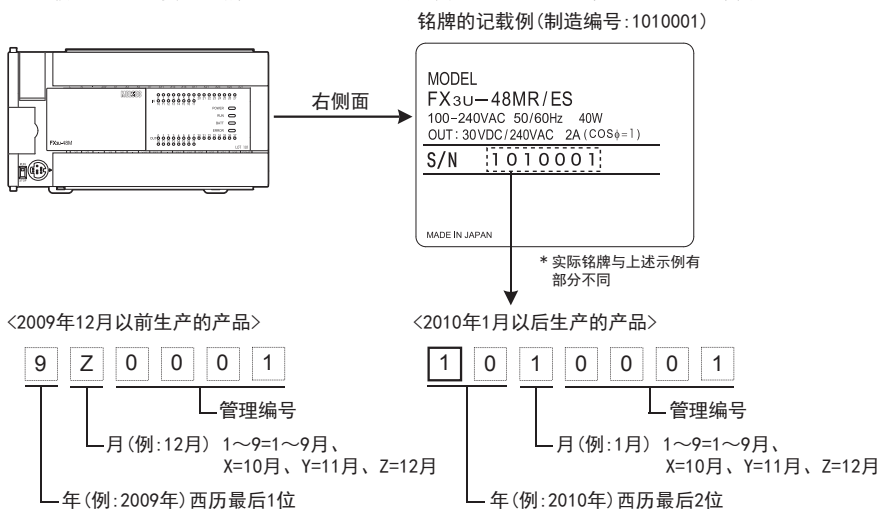 铭牌的记载例(制造编号:1010001)
MODEL
FX3U-48MR/ES
100-240VAC 50/60Hz 40W
OUT: 30VDC/240VAC 2A(COSφ=1)
S/N 1010001
MADE IN JAPAN
右侧面
POWER
RUN
BATT
ERROR
FX3U-48M
*实际铭牌与上述示例有
部分不同
<2009年12月以前生产的产品>
9 Z 0 0 0 1
管理编号
月(例:12月) 1~9=1~9月、
X=10月、Y=11月、Z=12月
年(例:2009年)西历最后1位
<2010年1月以后生产的产品>
1 0 1 0 0 0 1
管理编号
月(例:1月) 1~9=1~9月、
X=10月、Y=11月、Z=12月
年(例:2010年)西历最后2位